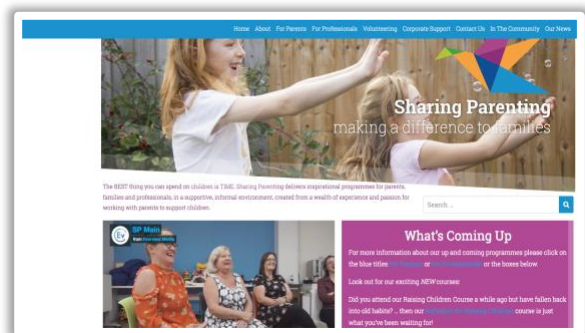 Home About For Parents For Professionals Volunteering Corporate Support Contact Us In The Community Our News
Sharing Parenting
making a difference to families
The BEST thing you can spend on children is TIME. Sharing Parenting delivers inspirational programmes for parents,
families and professionals, in a supportive, informal environment, created from a wealth of experience and passion for
working with parents to support children.
Search ...
SP Main
What's Coming Up
For more information about our up and coming programmes please click on
the blue titles or or the boxes below.
Look out for our exciting NEW courses:
Did you attend our Raising Children Course a while ago but have fallen back
into old habits? ... then our course is just
what you've been waiting for!